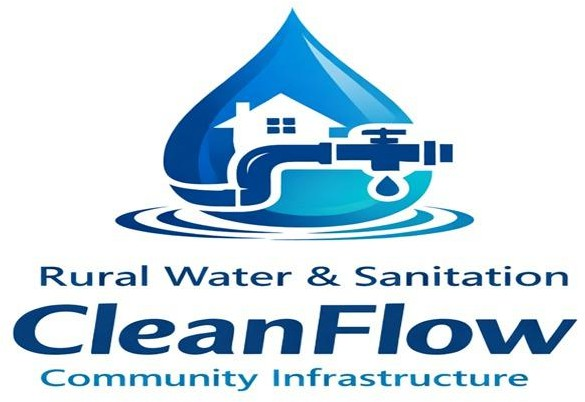 Rural Water & Sanitation
CleanFlow
Community Infrastructure